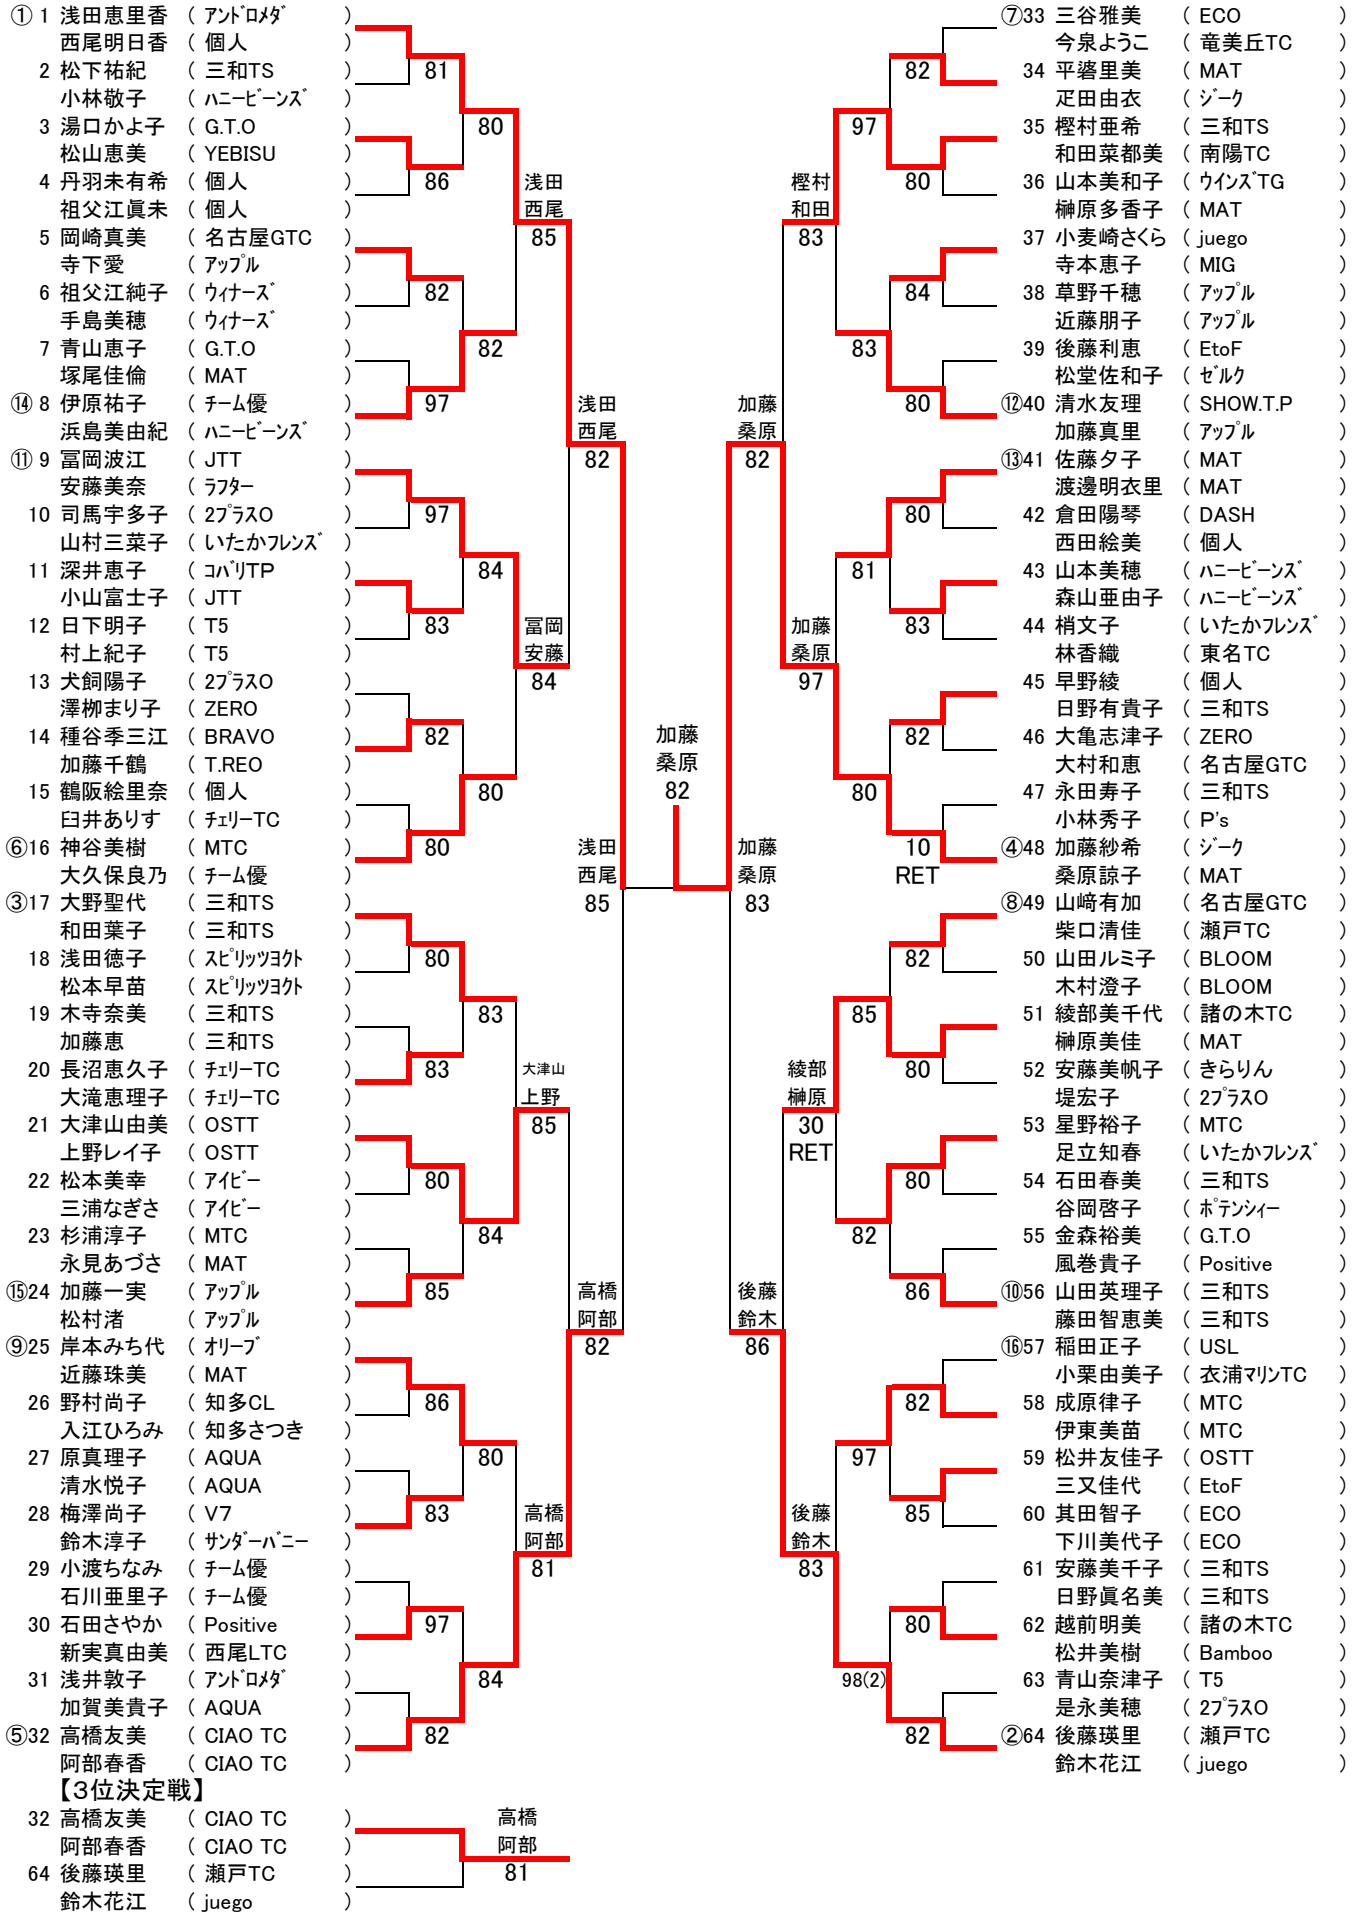 ① 1 浅田恵里香 ( アンドロメダ )
西尾明日香 ( 個人 )
2 松下祐紀 ( 三和TS )
小林敬子 ( ハニービーンズ )
3 湯口かよ子 ( G.T.O )
松山恵美 ( YEBISU )
4 丹羽未有希 ( 個人 )
祖父江眞未 ( 個人 )
5 岡崎真美 ( 名古屋GTC )
寺下愛 ( アップル )
6 祖父江純子 ( ウィナーズ )
手島美穂 ( ウィナーズ )
7 青山恵子 ( G.T.O )
塚尾佳倫 ( MAT )
⑭ 8 伊原祐子 ( チーム優 )
浜島美由紀 ( ハニービーンズ )
⑪ 9 冨岡波江 ( JTT )
安藤美奈 ( ラフター )
10 司馬宇多子 ( 2プラスO )
山村三菜子 ( いたかフレンズ )
11 深井恵子 ( コバリTP )
小山富士子 ( JTT )
12 日下明子 ( T5 )
村上紀子 ( T5 )
13 犬飼陽子 ( 2プラスO )
澤栁まり子 ( ZERO )
14 種谷季三江 ( BRAVO )
加藤千鶴 ( T.REO )
15 鶴阪絵里奈 ( 個人 )
臼井ありす ( チェリーTC )
⑥16 神谷美樹 ( MTC )
大久保良乃 ( チーム優 )
③17 大野聖代 ( 三和TS )
和田葉子 ( 三和TS )
18 浅田徳子 ( スピリッツヨクト )
松本早苗 ( スピリッツヨクト )
19 木寺奈美 ( 三和TS )
加藤恵 ( 三和TS )
20 長沼恵久子 ( チェリーTC )
大滝恵理子 ( チェリーTC )
21 大津山由美 ( OSTT )
上野レイ子 ( OSTT )
22 松本美幸 ( アイビー )
三浦なぎさ ( アイビー )
23 杉浦淳子 ( MTC )
永見あづさ ( MAT )
⑮24 加藤一実 ( アップル )
松村渚 ( アップル )
⑨25 岸本みち代 ( オリーブ )
近藤珠美 ( MAT )
26 野村尚子 ( 知多CL )
入江ひろみ ( 知多さつき )
27 原真理子 ( AQUA )
清水悦子 ( AQUA )
28 梅澤尚子 ( V7 )
鈴木淳子 ( サンダーバニー )
29 小渡ちなみ ( チーム優 )
石川亜里子 ( チーム優 )
30 石田さやか ( Positive )
新実真由美 ( 西尾LTC )
31 浅井敦子 ( アンドロメダ )
加賀美貴子 ( AQUA )
⑤32 高橋友美 ( CIAO TC )
阿部春香 ( CIAO TC )
81
86
82
97
97
83
82
80
80
83
80
85
86
83
97
82
80
82
84
80
83
84
80
84
浅田
西尾
85
冨岡
安藤
84
大津山
上野
85
高橋
阿部
81
浅田
西尾
82
高橋
阿部
82
浅田
西尾
85
加藤
桑原
82
加藤
桑原
83
加藤
桑原
82
後藤
鈴木
86
樫村
和田
83
加藤
桑原
97
綾部
榊原
30
RET
後藤
鈴木
83
97
83
81
80
85
82
97
98(2)
82
80
84
80
80
83
82
10
RET
82
80
80
86
82
85
80
82
⑦33 三谷雅美 ( ECO )
今泉ようこ ( 竜美丘TC )
34 平簭里美 ( MAT )
疋田由衣 ( ジーク )
35 樫村亜希 ( 三和TS )
和田菜都美 ( 南陽TC )
36 山本美和子 ( ウインズTG )
榊原多香子 ( MAT )
37 小麦崎さくら ( juego )
寺本恵子 ( MIG )
38 草野千穂 ( アップル )
近藤朋子 ( アップル )
39 後藤利恵 ( EtoF )
松堂佐和子 ( ゼルク )
⑫40 清水友理 ( SHOW.T.P )
加藤真里 ( アップル )
⑬41 佐藤夕子 ( MAT )
渡邊明衣里 ( MAT )
42 倉田陽琴 ( DASH )
西田絵美 ( 個人 )
43 山本美穂 ( ハニービーンズ )
森山亜由子 ( ハニービーンズ )
44 梢文子 ( いたかフレンズ )
林香織 ( 東名TC )
45 早野綾 ( 個人 )
日野有貴子 ( 三和TS )
46 大亀志津子 ( ZERO )
大村和恵 ( 名古屋GTC )
47 永田寿子 ( 三和TS )
小林秀子 ( P's )
④48 加藤紗希 ( ジーク )
桑原諒子 ( MAT )
⑧49 山﨑有加 ( 名古屋GTC )
柴口清佳 ( 瀬戸TC )
50 山田ルミ子 ( BLOOM )
木村澄子 ( BLOOM )
51 綾部美千代 ( 諸の木TC )
榊原美佳 ( MAT )
52 安藤美帆子 ( きらりん )
堤宏子 ( 2プラスO )
53 星野裕子 ( MTC )
足立知春 ( いたかフレンズ )
54 石田春美 ( 三和TS )
谷岡啓子 ( ポテンシィー )
55 金森裕美 ( G.T.O )
風巻貴子 ( Positive )
⑩56 山田英理子 ( 三和TS )
藤田智恵美 ( 三和TS )
⑯57 稲田正子 ( USL )
小栗由美子 ( 衣浦マリンTC )
58 成原律子 ( MTC )
伊東美苗 ( MTC )
59 松井友佳子 ( OSTT )
三又佳代 ( EtoF )
60 其田智子 ( ECO )
下川美代子 ( ECO )
61 安藤美千子 ( 三和TS )
日野眞名美 ( 三和TS )
62 越前明美 ( 諸の木TC )
松井美樹 ( Bamboo )
63 青山奈津子 ( T5 )
是永美穂 ( 2プラスO )
②64 後藤瑛里 ( 瀬戸TC )
鈴木花江 ( juego )
【3位決定戦】
32 高橋友美 ( CIAO TC )
阿部春香 ( CIAO TC )
64 後藤瑛里 ( 瀬戸TC )
鈴木花江 ( juego )
高橋
阿部
81